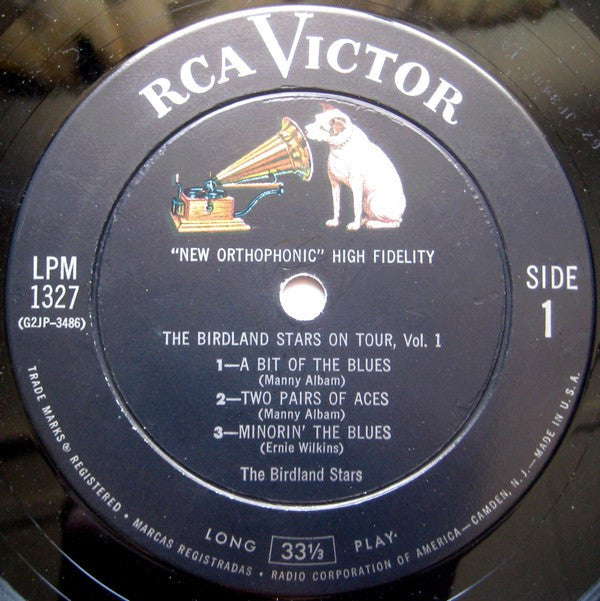 RCA VICTOR
"NEW ORTHOPHONIC" HIGH FIDELITY
LPM
1327
(G2JP-3486)
SIDE
1
THE BIRDLAND STARS ON TOUR, Vol. 1
1—A BIT OF THE BLUES
(Manny Albam)
2—TWO PAIRS OF ACES
(Manny Albam)
3—MINORIN' THE BLUES
(Ernie Wilkins)
The Birdland Stars
LONG 33⅓ PLAY·
TRADE MARKS ® REGISTERED • MARCAS REGISTRADAS • RADIO CORPORATION OF AMERICA—CAMDEN, N. J.—MADE IN U. S. A.